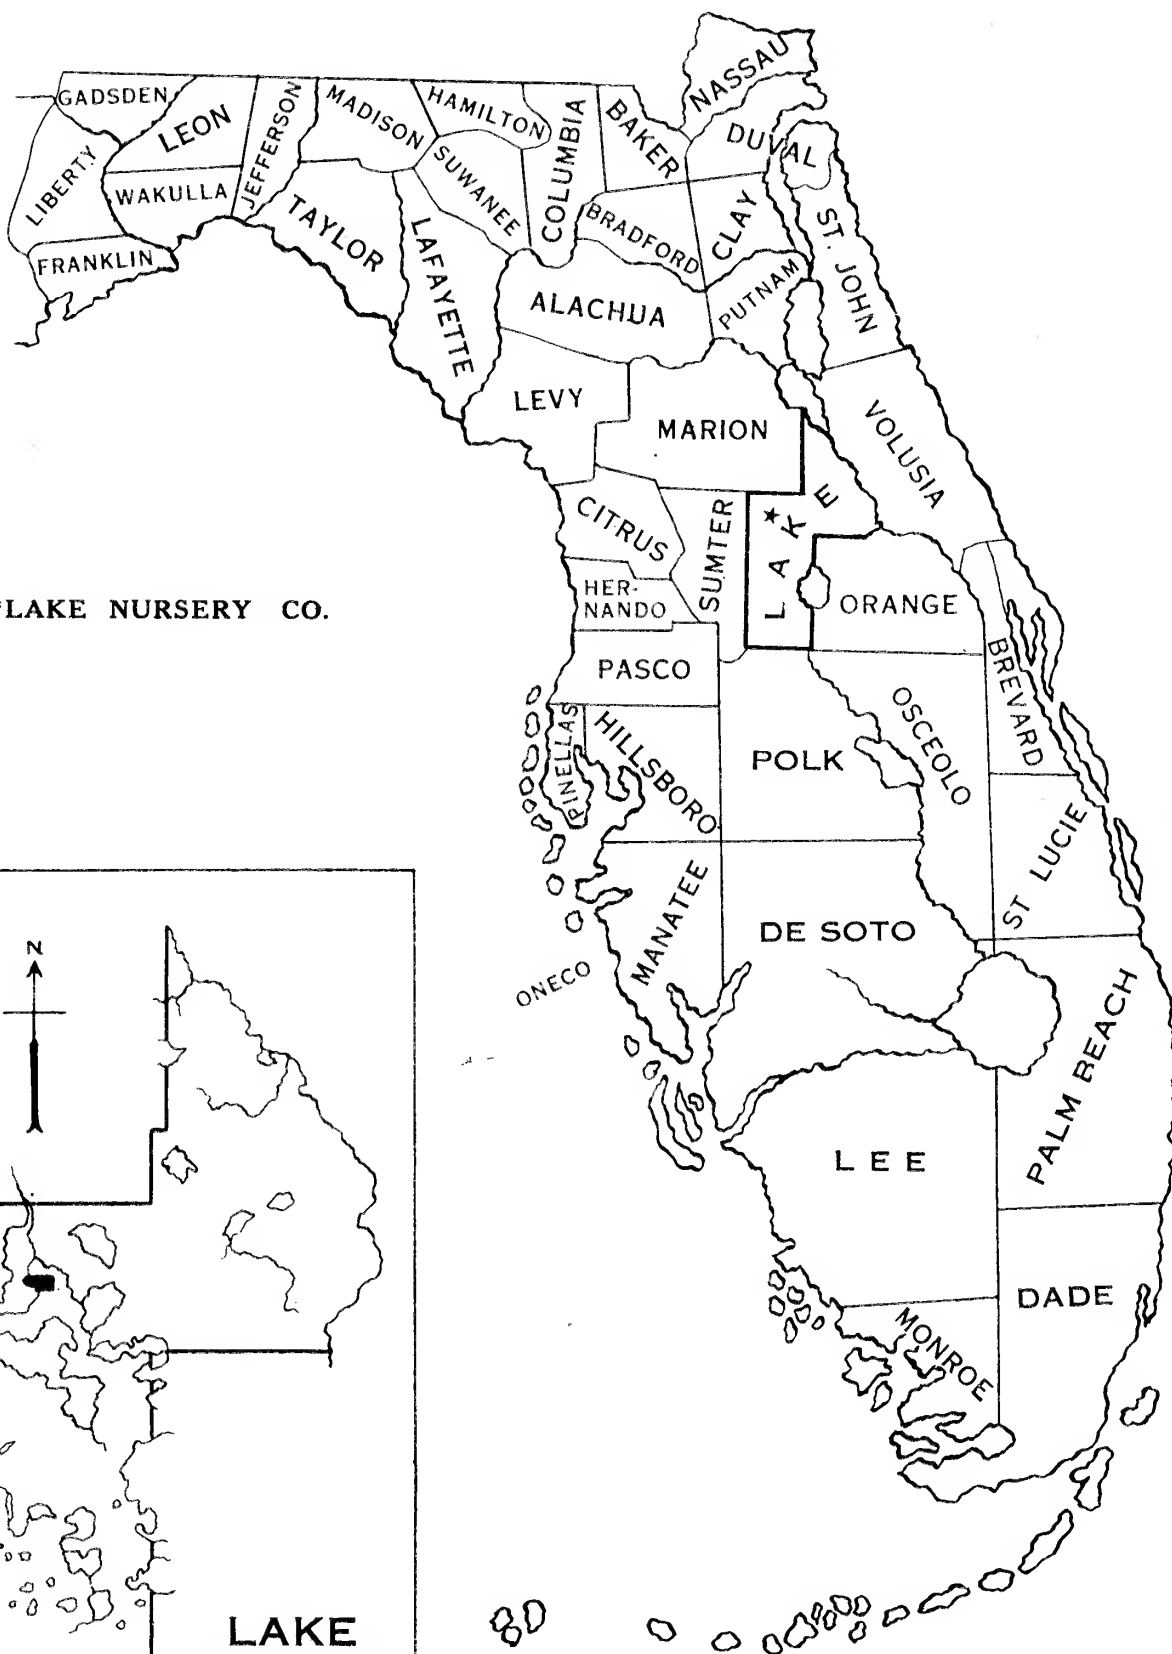 NASSAU
GADSDEN
LEON
JEFFERSON
MADISON
HAMILTON
COLUMBIA
BAKER
DUVAL
LIBERTY
WAKULLA
SUWANEE
TAYLOR
LAFAYETTE
BRADFORD
CLAY
ST. JOHN
FRANKLIN
ALACHUA
PUTNAM
LEVY
MARION
VOLUSIA
CITRUS
SUMTER
LAKE
HER-
NANDO
ORANGE
LAKE NURSERY CO.
PASCO
BREVARD
PINELLAS
HILLSBORO
POLK
OSCEOLO
ST LUCIE
MANATEE
DE SOTO
ONECO
N
PALM BEACH
LEE
DADE
MONROE
LAKE